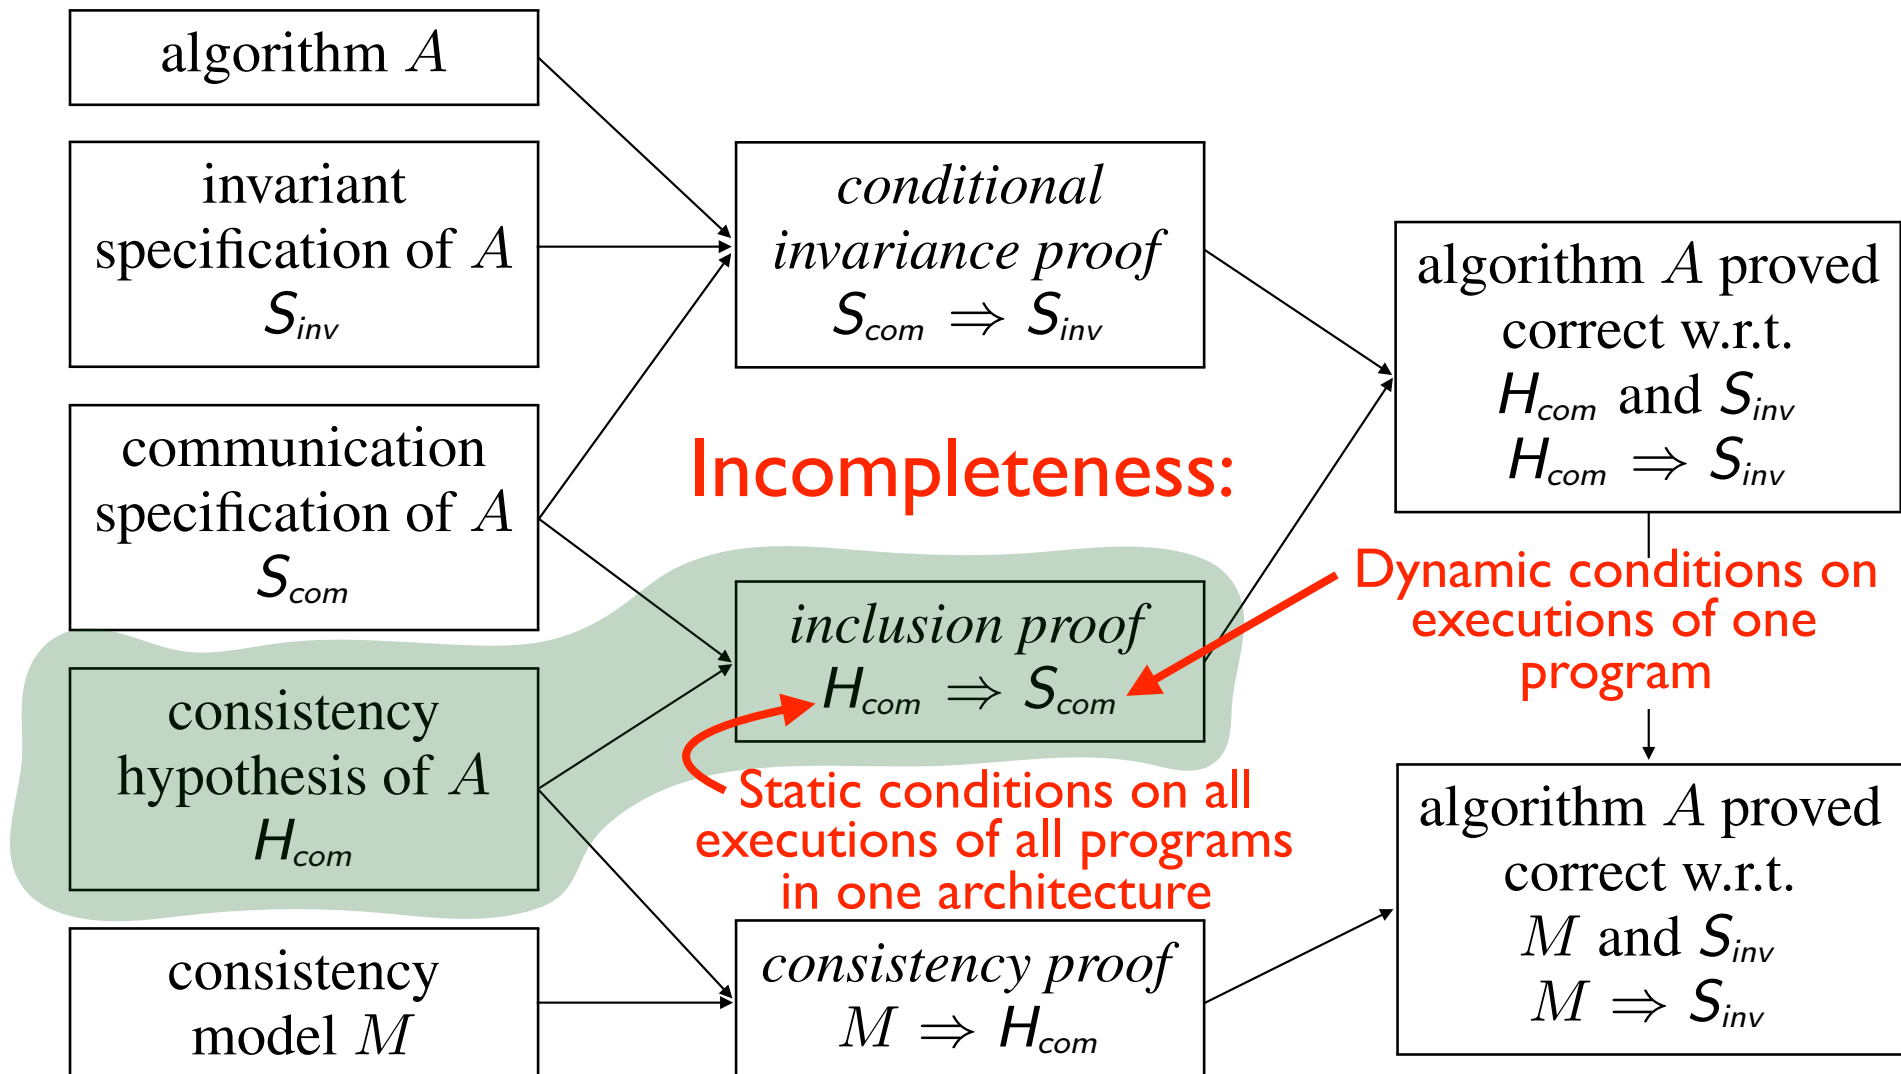 algorithm A
invariant
specification of A
S_inv
communication
specification of A
S_com
consistency
hypothesis of A
H_com
consistency
model M
conditional
invariance proof
S_com ⇒ S_inv
Incompleteness:
inclusion proof
H_com ⇒ S_com
Static conditions on all
executions of all programs
in one architecture
consistency proof
M ⇒ H_com
algorithm A proved
correct w.r.t.
H_com and S_inv
H_com ⇒ S_inv
Dynamic conditions on
executions of one
program
algorithm A proved
correct w.r.t.
M and S_inv
M ⇒ S_inv